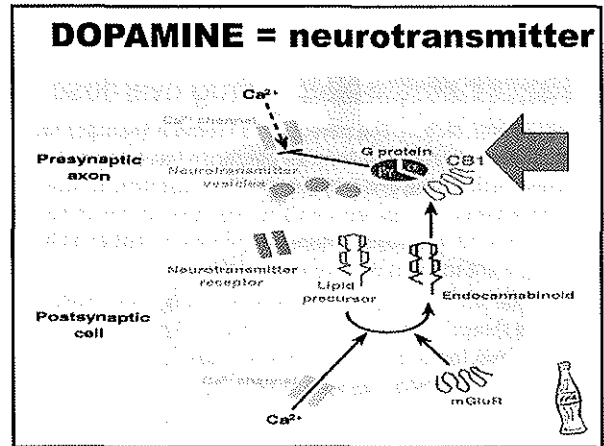 DOPAMINE = neurotransmitter
Ca²⁺
Ca²⁺ channel
G protein
CB1
Presynaptic
axon
Neurotransmitter
vesicles
Neurotransmitter
receptor
Lipid
precursor
Endocannabinoid
Postsynaptic
cell
Ca²⁺ channel
mGluR
Ca²⁺